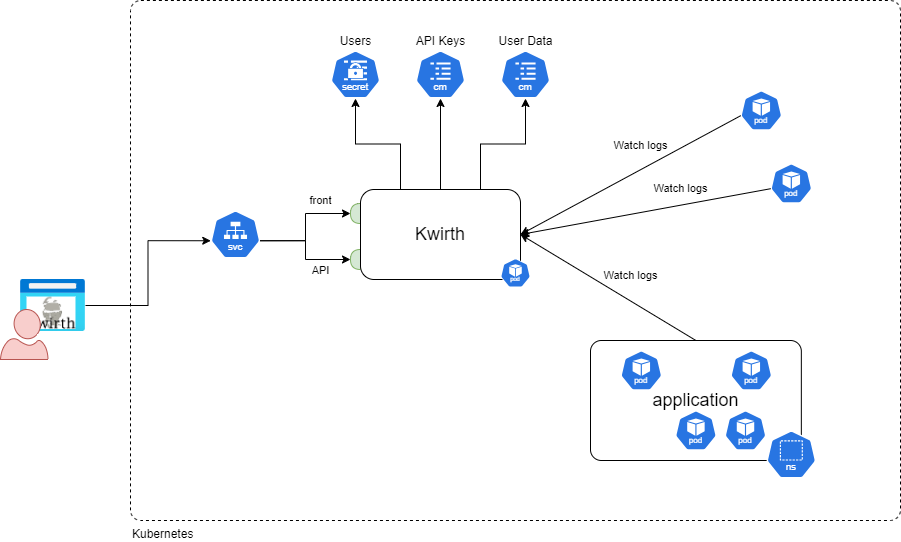 Users
API Keys
User Data
secret
cm
cm
pod
Watch logs
pod
Watch logs
front
svc
Kwirth
API
pod
Watch logs
wirth
pod
pod
application
pod
pod
ns
Kubernetes